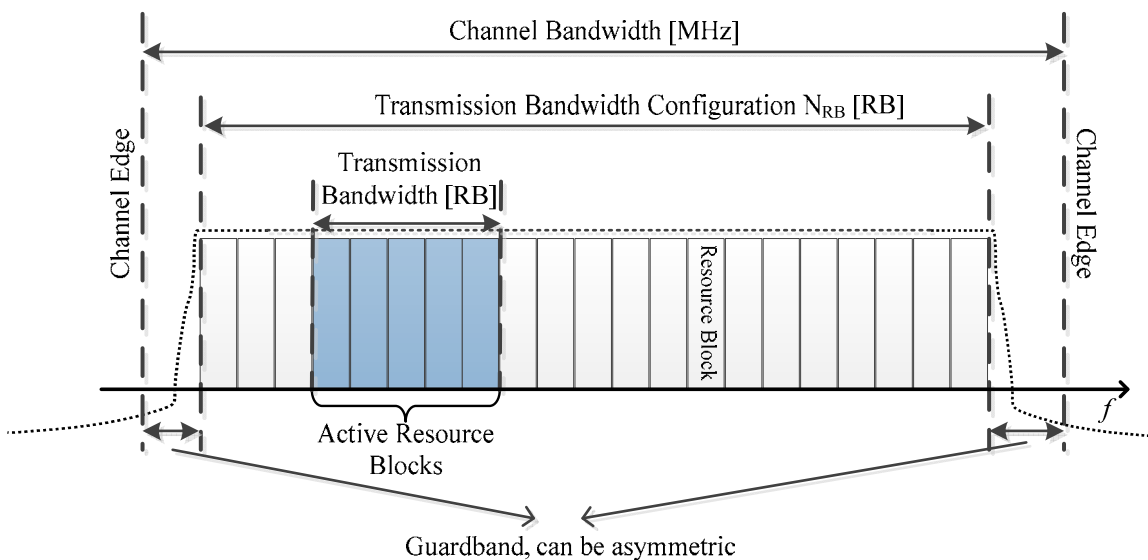 Channel Bandwidth [MHz]
Transmission Bandwidth Configuration NRB [RB]
Channel Edge
Transmission
Bandwidth [RB]
Channel Edge
Resource Block
f
Active Resource
Blocks
Guardband, can be asymmetric